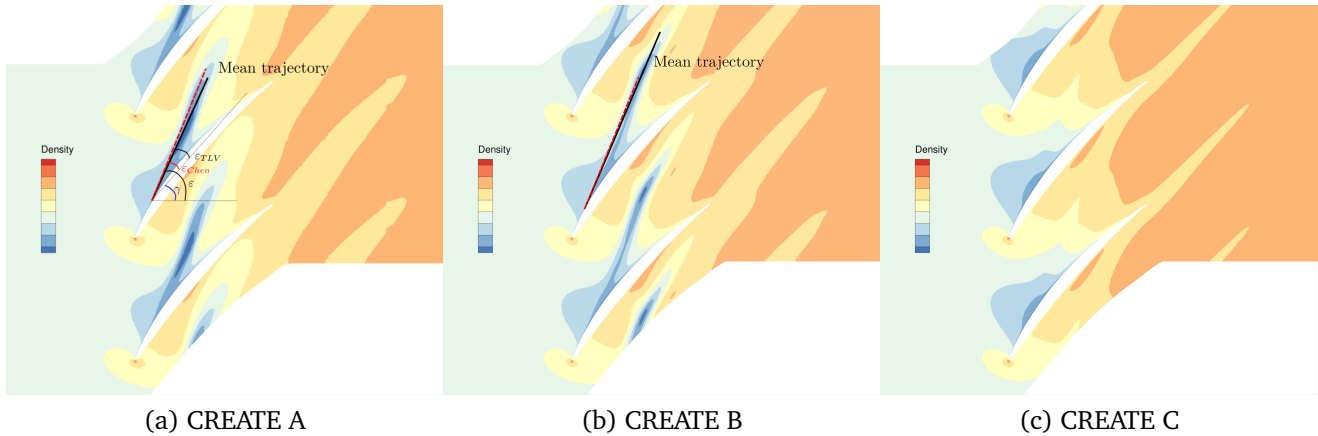 Mean trajectory
Density
ε_TLV
ε_Chen
ε
γ
Mean trajectory
Density
Density
(a) CREATE A
(b) CREATE B
(c) CREATE C